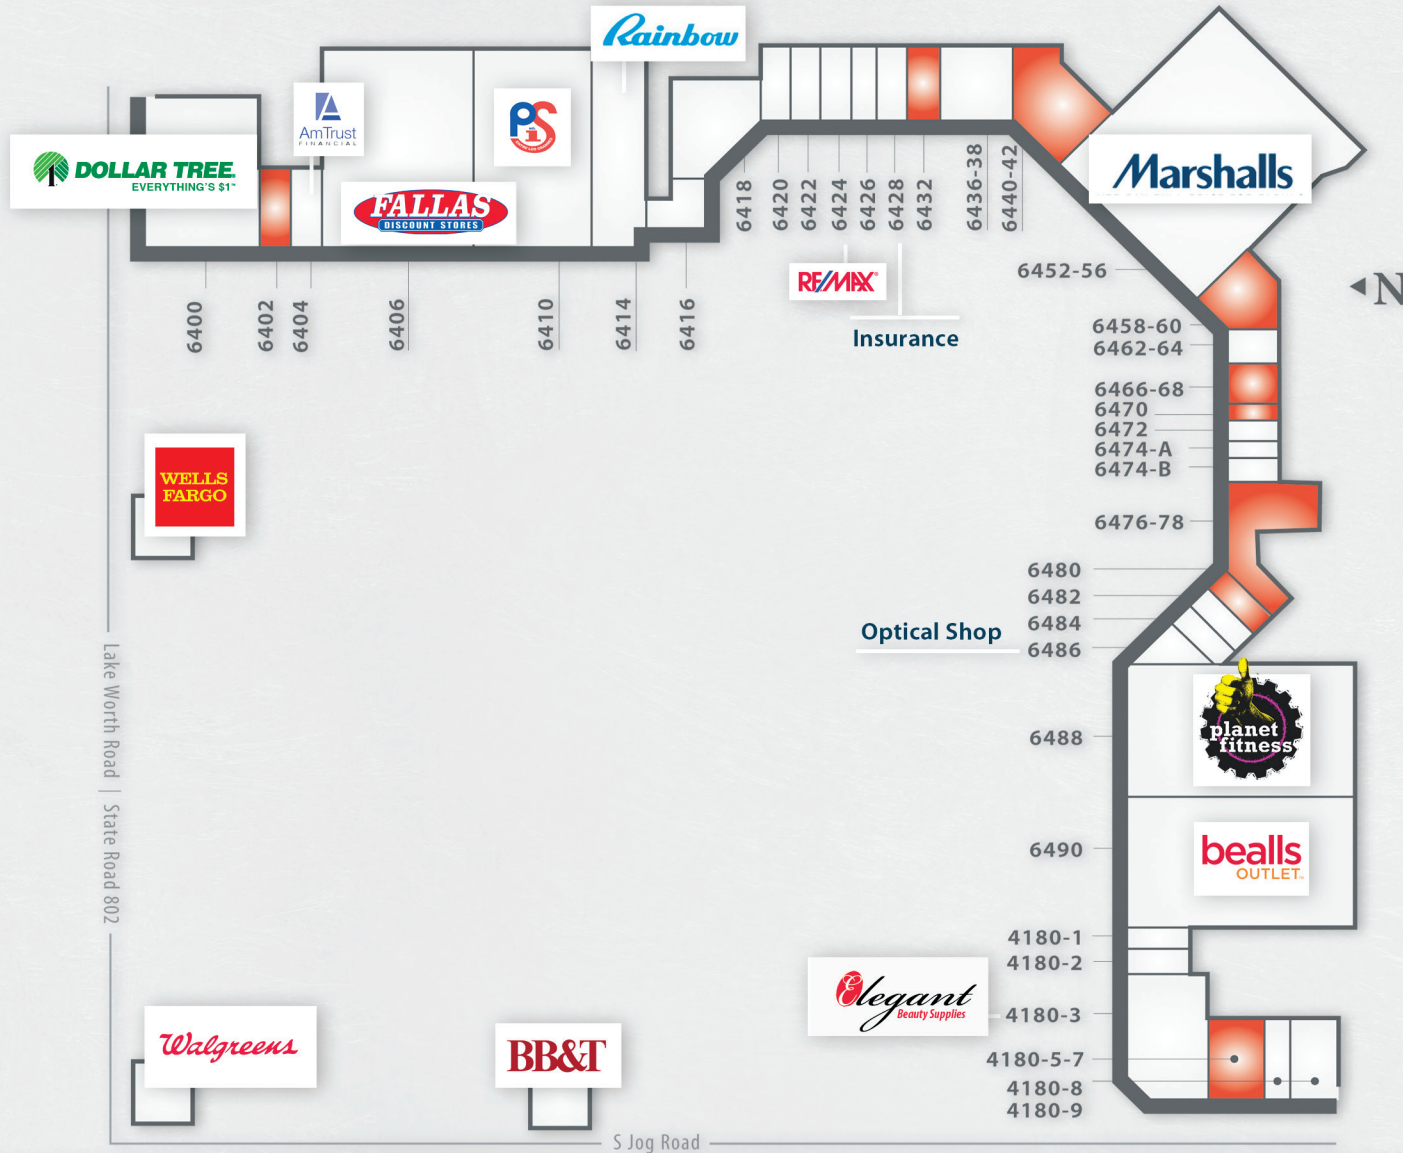 Rainbow
DOLLAR TREE
EVERYTHING'S $1
AmTrust
FINANCIAL
PiS
FALLAS
DISCOUNT STORES
Marshalls
6400
6402
6404
6406
6410
6414
6416
6418
6420
6422
6424
6426
6428
6432
6436-38
6440-42
RE/MAX
Insurance
N
6452-56
6458-60
6462-64
6466-68
6470
6472
6474-A
6474-B
6476-78
6480
6482
6484
6486
Optical Shop
WELLS
FARGO
Lake Worth Road | State Road 802
planet
fitness
6488
bealls
OUTLET
6490
4180-1
4180-2
Elegant
Beauty Supplies
4180-3
4180-5-7
4180-8
4180-9
Walgreens
BB&T
S Jog Road